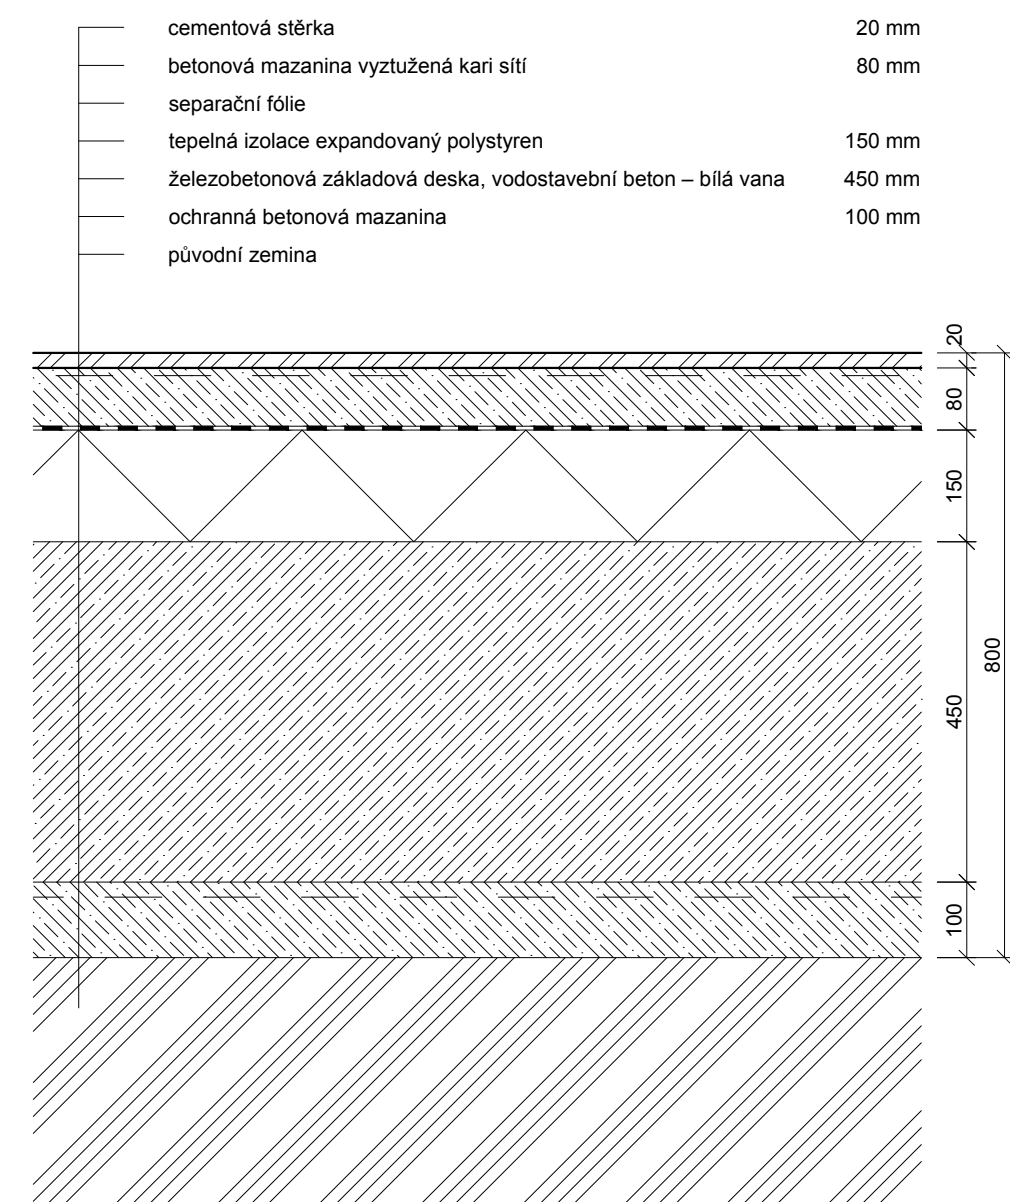 cementová stěrka 20 mm
betonová mazanina vyztužená kari sítí 80 mm
separační fólie
tepelná izolace expandovaný polystyren 150 mm
železobetonová základová deska, vodostavební beton – bílá vana 450 mm
ochranná betonová mazanina 100 mm
původní zemina
20
80
150
450
800
100